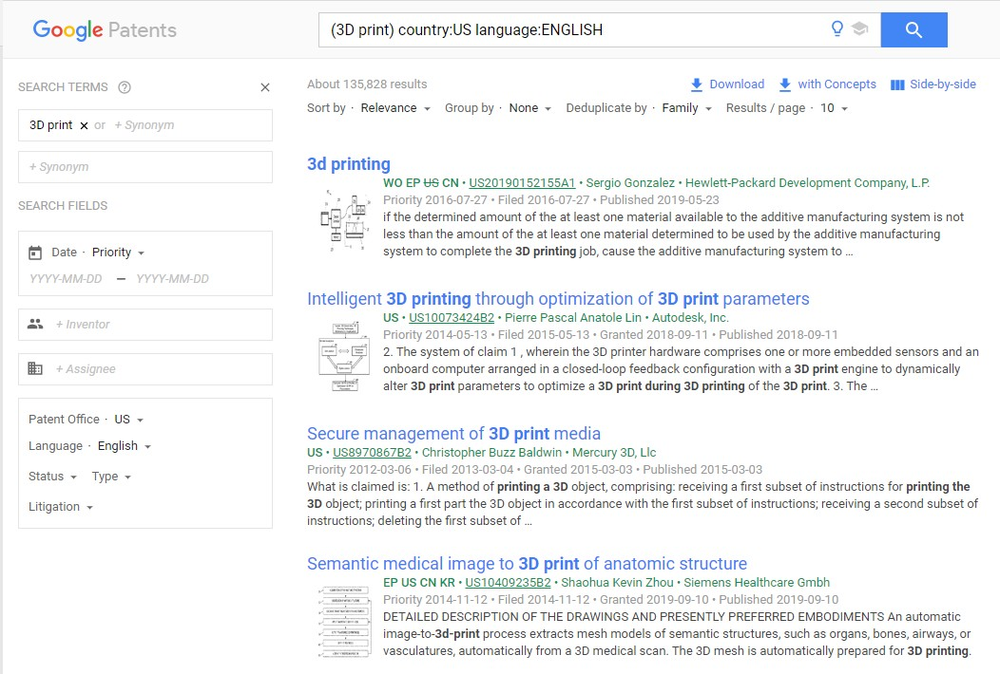 Google Patents
(3D print) country:US language:ENGLISH
SEARCH TERMS
3D print × or + Synonym
+ Synonym
SEARCH FIELDS
Date · Priority
YYYY-MM-DD — YYYY-MM-DD
+ Inventor
+ Assignee
Patent Office · US
Language · English
Status Type
Litigation
About 135,828 results
Download with Concepts Side-by-side
Sort by · Relevance Group by · None Deduplicate by · Family Results / page · 10
3d printing
WO EP US CN • US20190152155A1 • Sergio Gonzalez • Hewlett-Packard Development Company, L.P.
Priority 2016-07-27 • Filed 2016-07-27 • Published 2019-05-23
if the determined amount of the at least one material available to the additive manufacturing system is not
less than the amount of the at least one material determined to be used by the additive manufacturing
system to complete the 3D printing job, cause the additive manufacturing system to …
Intelligent 3D printing through optimization of 3D print parameters
US • US10073424B2 • Pierre Pascal Anatole Lin • Autodesk, Inc.
Priority 2014-05-13 • Filed 2015-05-13 • Granted 2018-09-11 • Published 2018-09-11
2. The system of claim 1 , wherein the 3D printer hardware comprises one or more embedded sensors and an
onboard computer arranged in a closed-loop feedback configuration with a 3D print engine to dynamically
alter 3D print parameters to optimize a 3D print during 3D printing of the 3D print. 3. The …
Secure management of 3D print media
US • US8970867B2 • Christopher Buzz Baldwin • Mercury 3D, Llc
Priority 2012-03-06 • Filed 2013-03-04 • Granted 2015-03-03 • Published 2015-03-03
What is claimed is: 1. A method of printing a 3D object, comprising: receiving a first subset of instructions for printing the
3D object; printing a first part the 3D object in accordance with the first subset of instructions; receiving a second subset of
instructions; deleting the first subset of …
Semantic medical image to 3D print of anatomic structure
EP US CN KR • US10409235B2 • Shaohua Kevin Zhou • Siemens Healthcare Gmbh
Priority 2014-11-12 • Filed 2014-11-12 • Granted 2019-09-10 • Published 2019-09-10
DETAILED DESCRIPTION OF THE DRAWINGS AND PRESENTLY PREFERRED EMBODIMENTS An automatic
image-to-3d-print process extracts mesh models of semantic structures, such as organs, bones, airways, or
vasculatures, automatically from a 3D medical scan. The 3D mesh is automatically prepared for 3D printing.